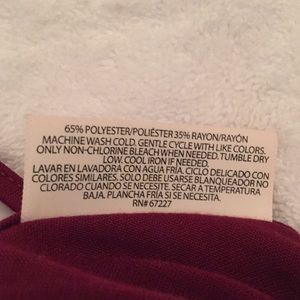 65% POLYESTER/POLIÉSTER 35% RAYON/RAYÓN
MACHINE WASH COLD. GENTLE CYCLE WITH LIKE COLORS.
ONLY NON-CHLORINE BLEACH WHEN NEEDED. TUMBLE DRY
LOW. COOL IRON IF NEEDED.
LAVAR EN LAVADORA CON AGUA FRÍA. CICLO DELICADO CON
COLORES SIMILARES. SOLO DEBE USARSE BLANQUEADOR NO
CLORADO CUANDO SE NECESITE. SECAR A TEMPERATURA
BAJA. PLANCHA FRÍA SI SE NECESITA.
RN# 67227